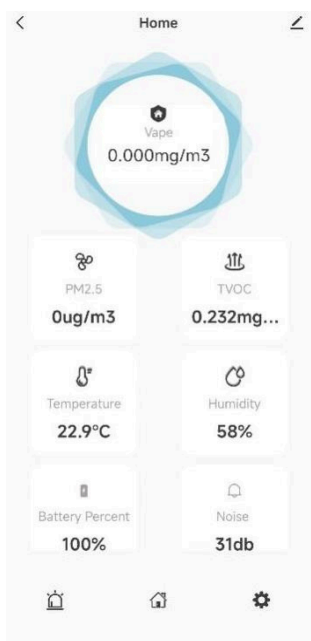 Home
Vape
0.000mg/m3
PM2.5
TVOC
0ug/m3
0.232mg...
Temperature
Humidity
22.9°C
58%
Battery Percent
Noise
100%
31db